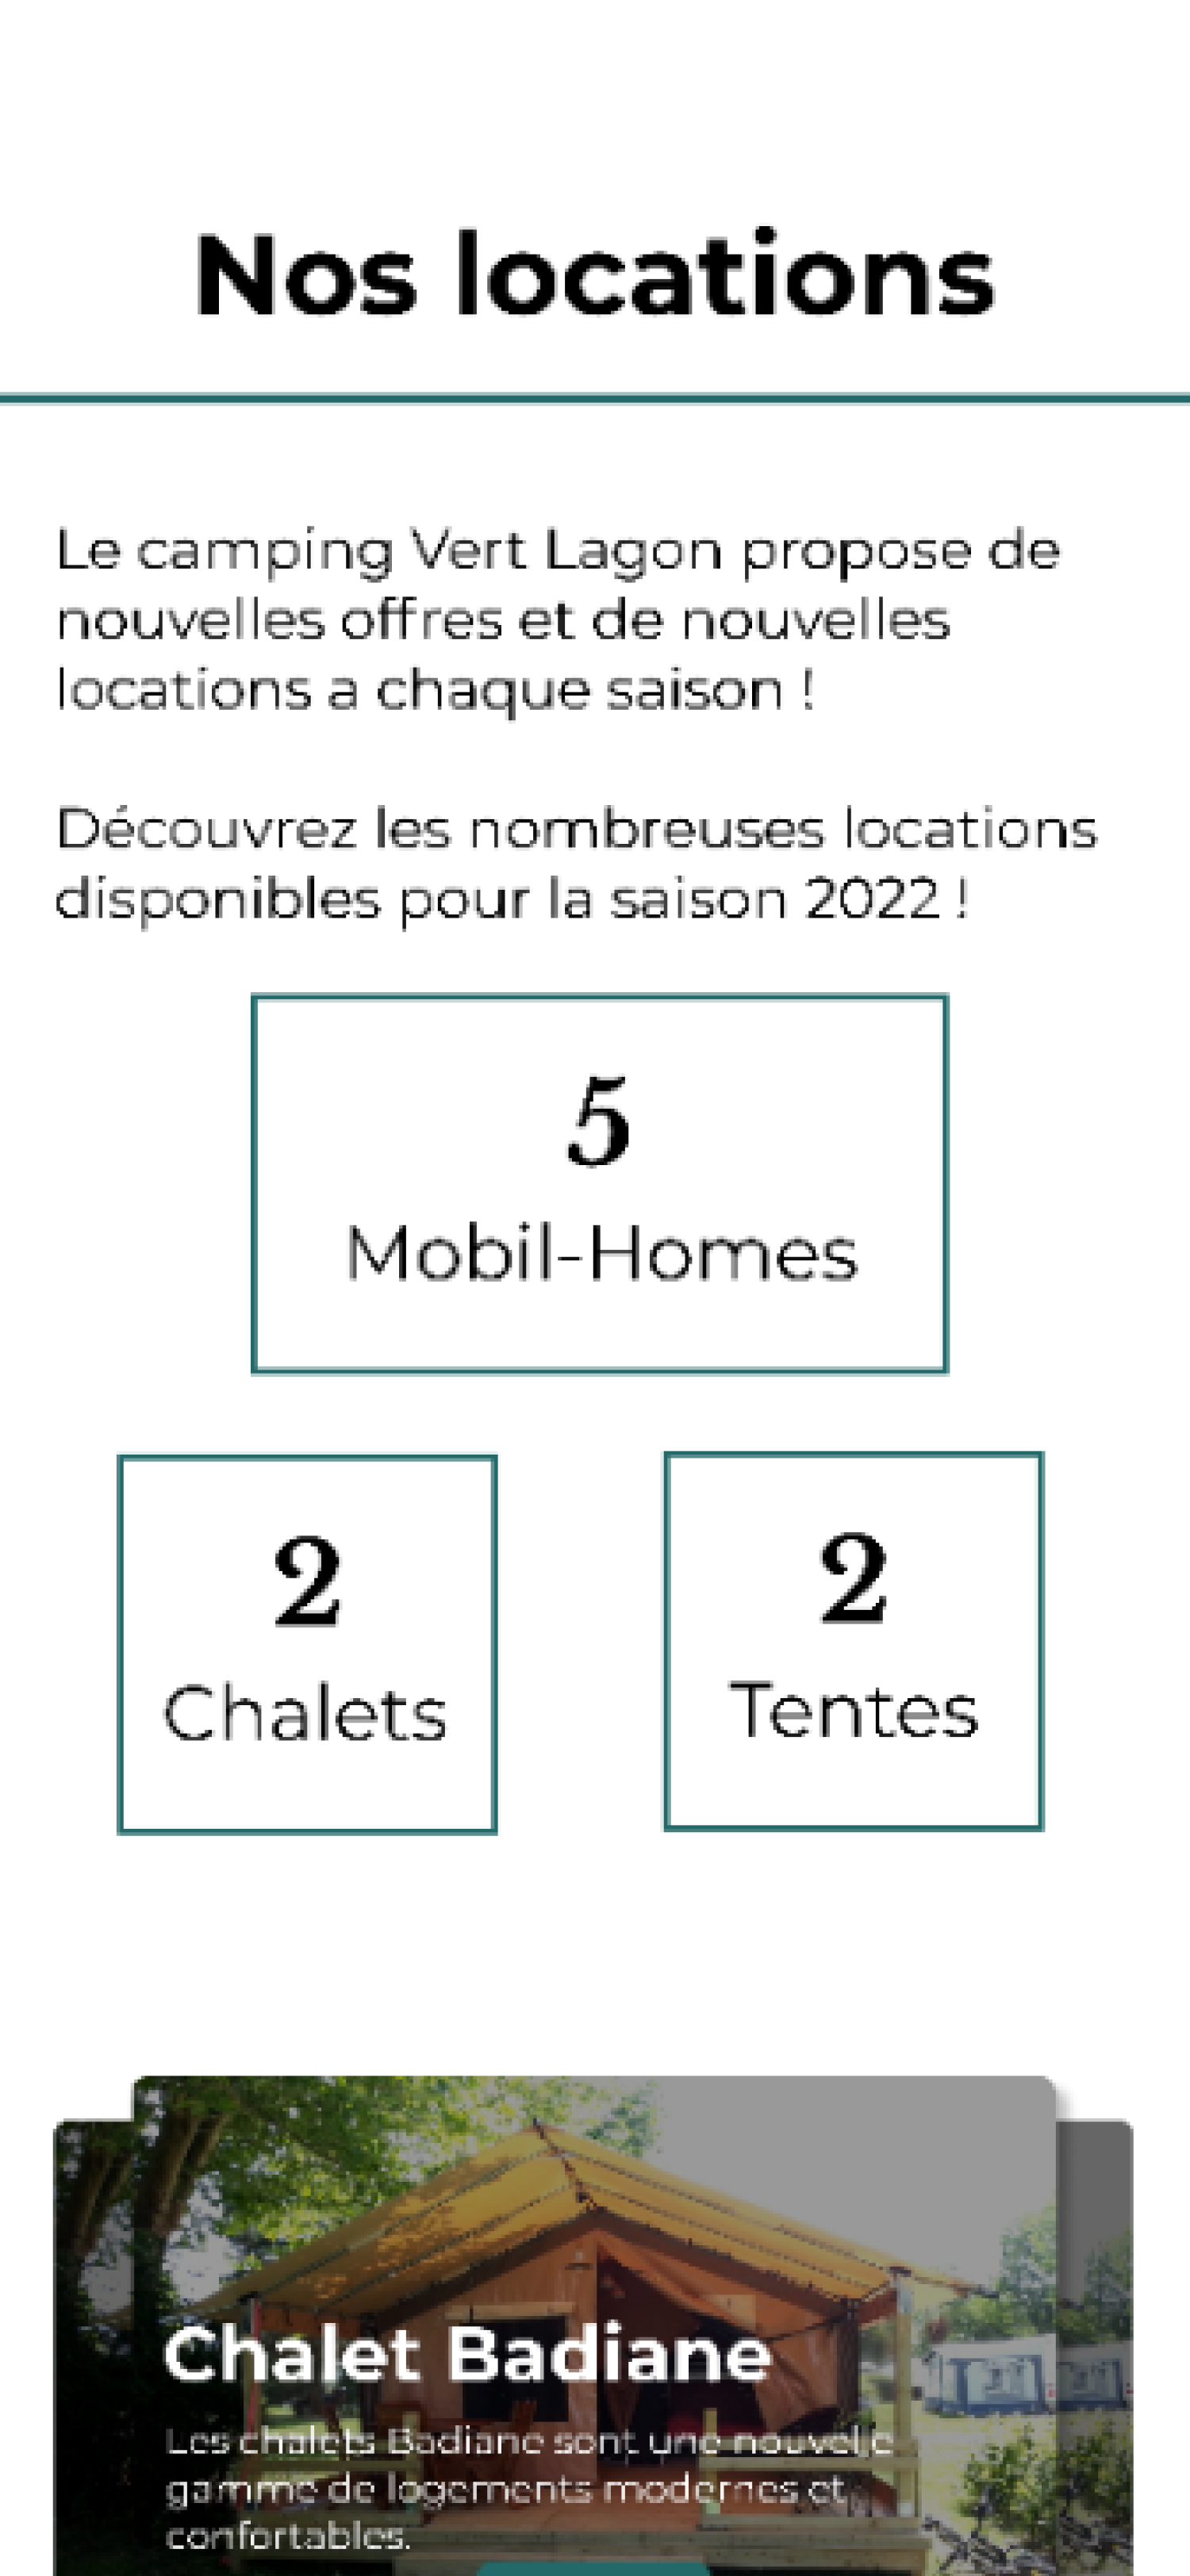 Nos locations
Le camping Vert Lagon propose de
nouvelles offres et de nouvelles
locations a chaque saison !
Découvrez les nombreuses locations
disponibles pour la saison 2022 !
5
Mobil-Homes
2
Chalets
2
Tentes
Chalet Badiane
Les chalets Badiane sont une nouvelle
gamme de logements modernes et
confortables.